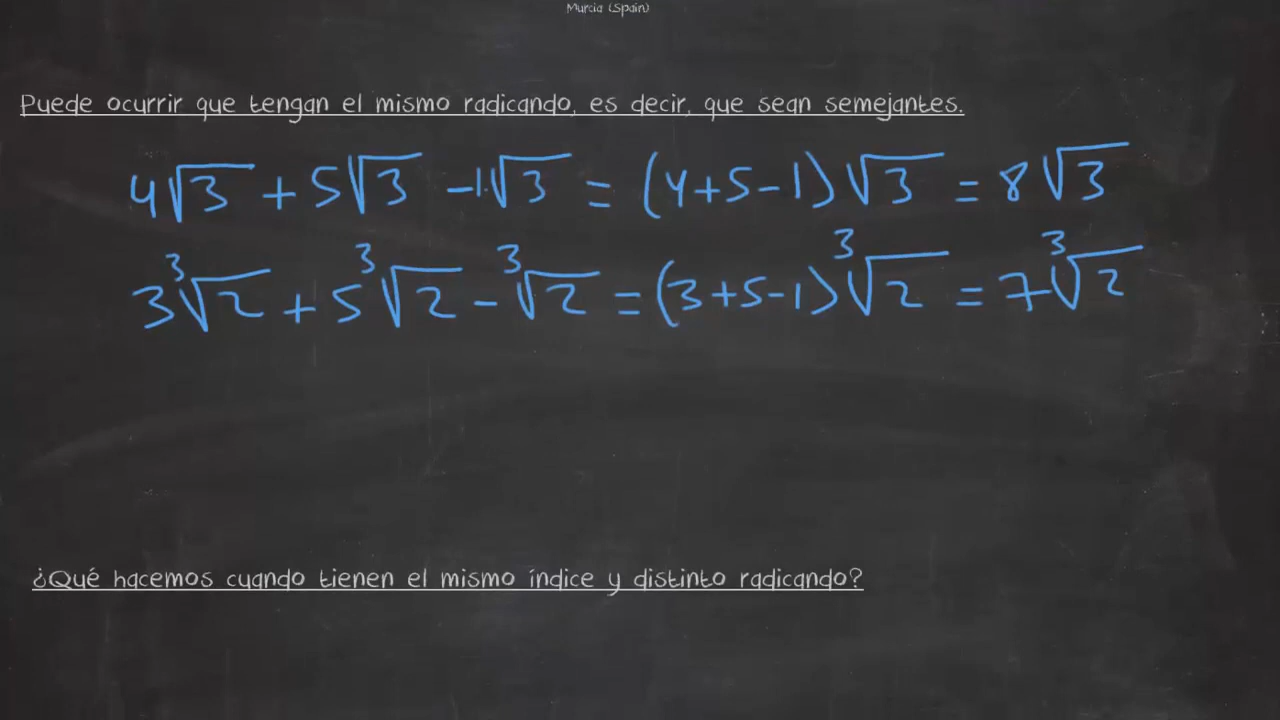 Murcia (Spain)
Puede ocurrir que tengan el mismo radicando, es decir, que sean semejantes.
4√3 + 5√3 - 1√3 = (4+5-1)√3 = 8√3
3∛2 + 5∛2 - ∛2 = (3+5-1)∛2 = 7∛2
¿Qué hacemos cuando tienen el mismo índice y distinto radicando?